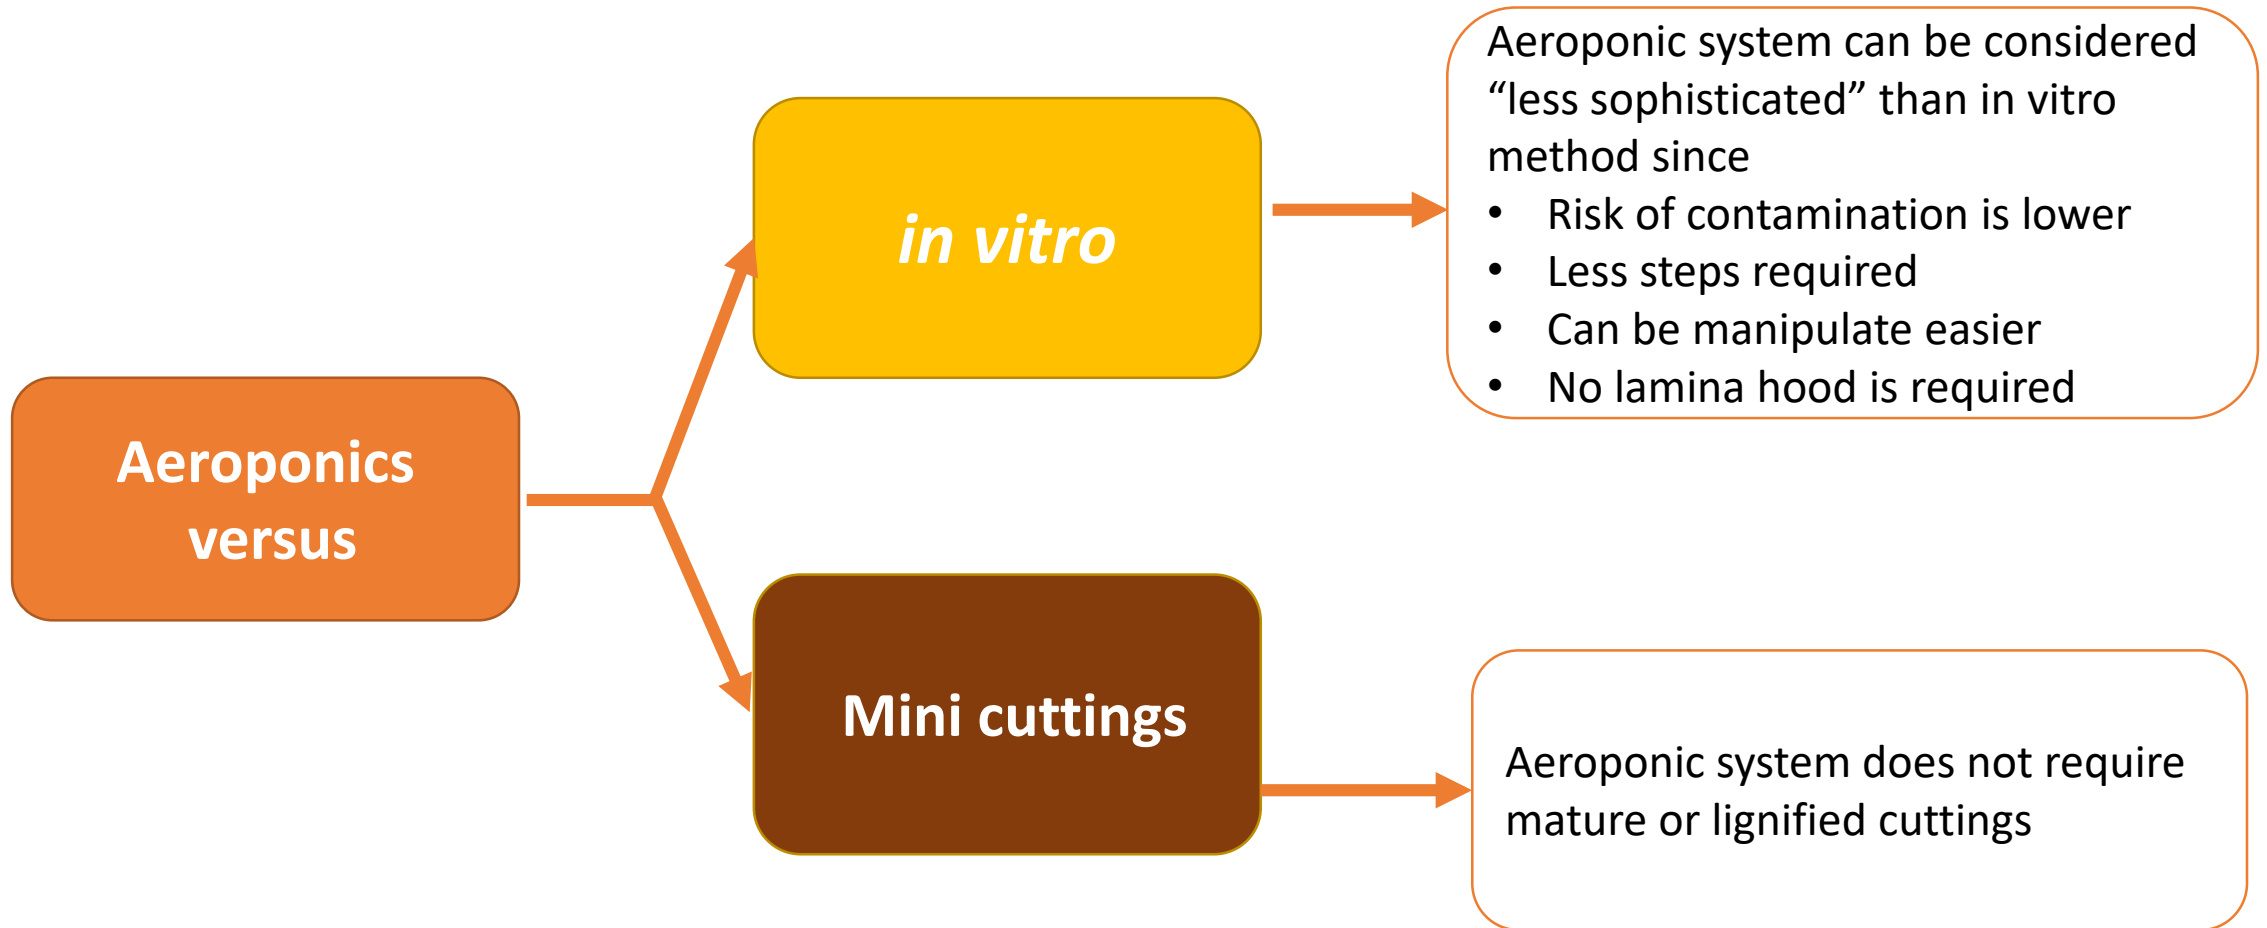 Aeroponics
versus
in vitro
Aeroponic system can be considered
“less sophisticated” than in vitro
method since
• Risk of contamination is lower
• Less steps required
• Can be manipulate easier
• No lamina hood is required
Mini cuttings
Aeroponic system does not require
mature or lignified cuttings